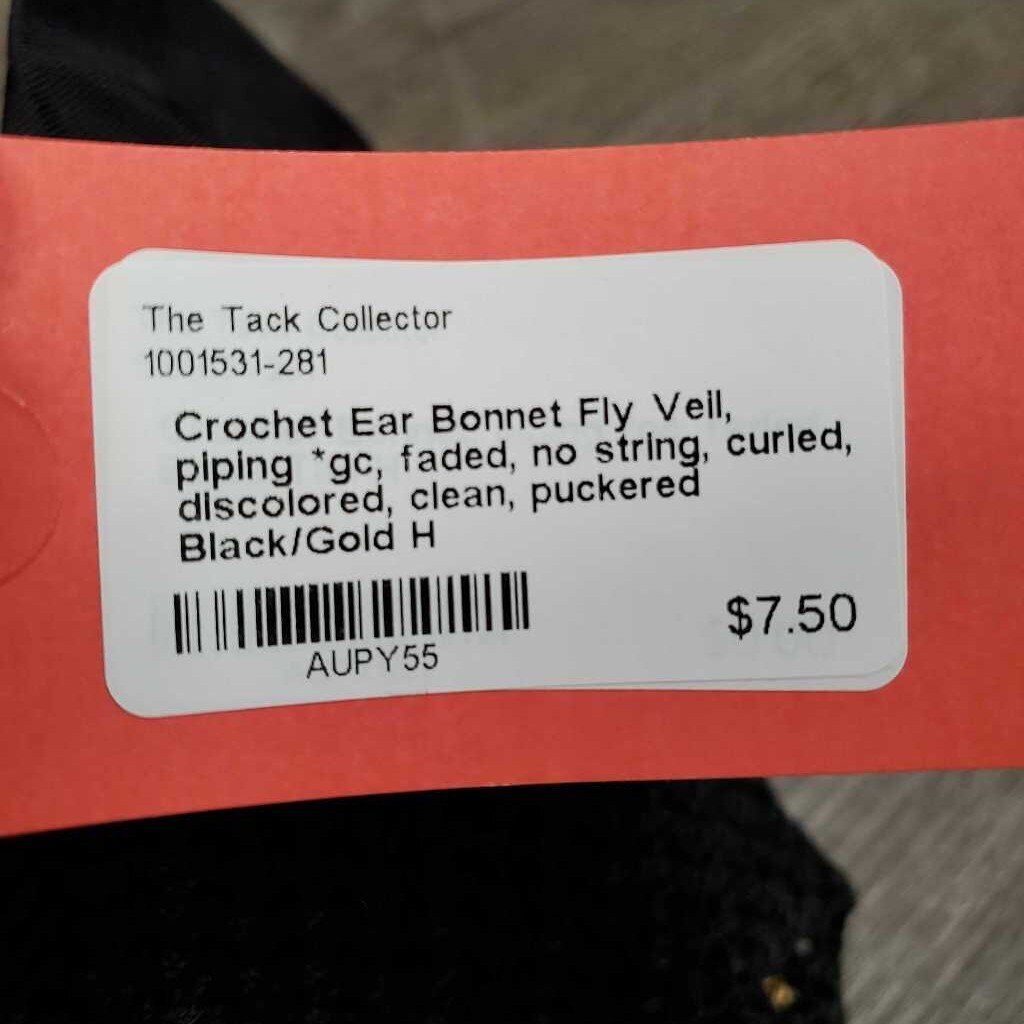 The Tack Collector
1001531-281
Crochet Ear Bonnet Fly Veil,
piping *gc, faded, no string, curled,
discolored, clean, puckered
Black/Gold H
$7.50
AUPY55